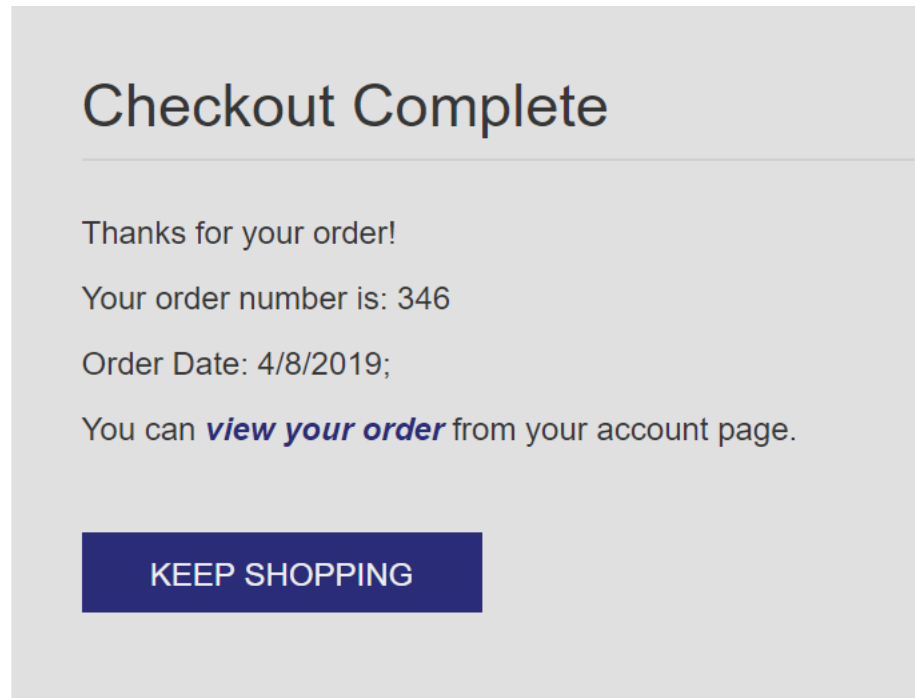 Checkout Complete
Thanks for your order!
Your order number is: 346
Order Date: 4/8/2019;
You can view your order from your account page.
KEEP SHOPPING